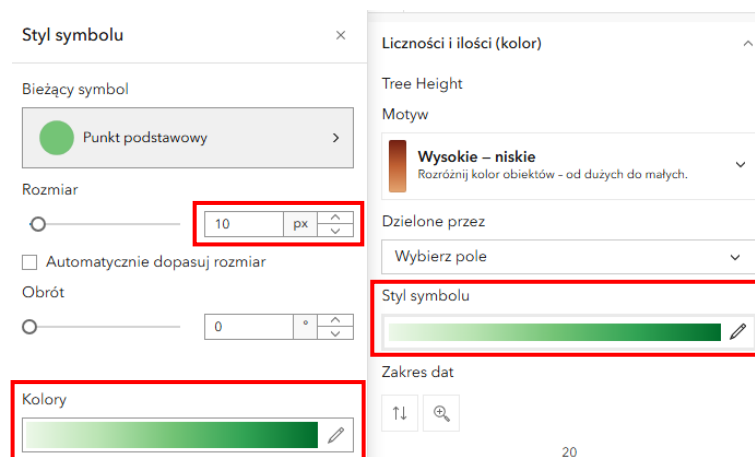 Styl symbolu
Bieżący symbol
Punkt podstawowy
Rozmiar
10 px
Automatycznie dopasuj rozmiar
Obrót
0 °
Kolory
Liczności i ilości (kolor)
Tree Height
Motyw
Wysokie – niskie
Rozróżnij kolor obiektów - od dużych do małych.
Dzielone przez
Wybierz pole
Styl symbolu
Zakres dat
20